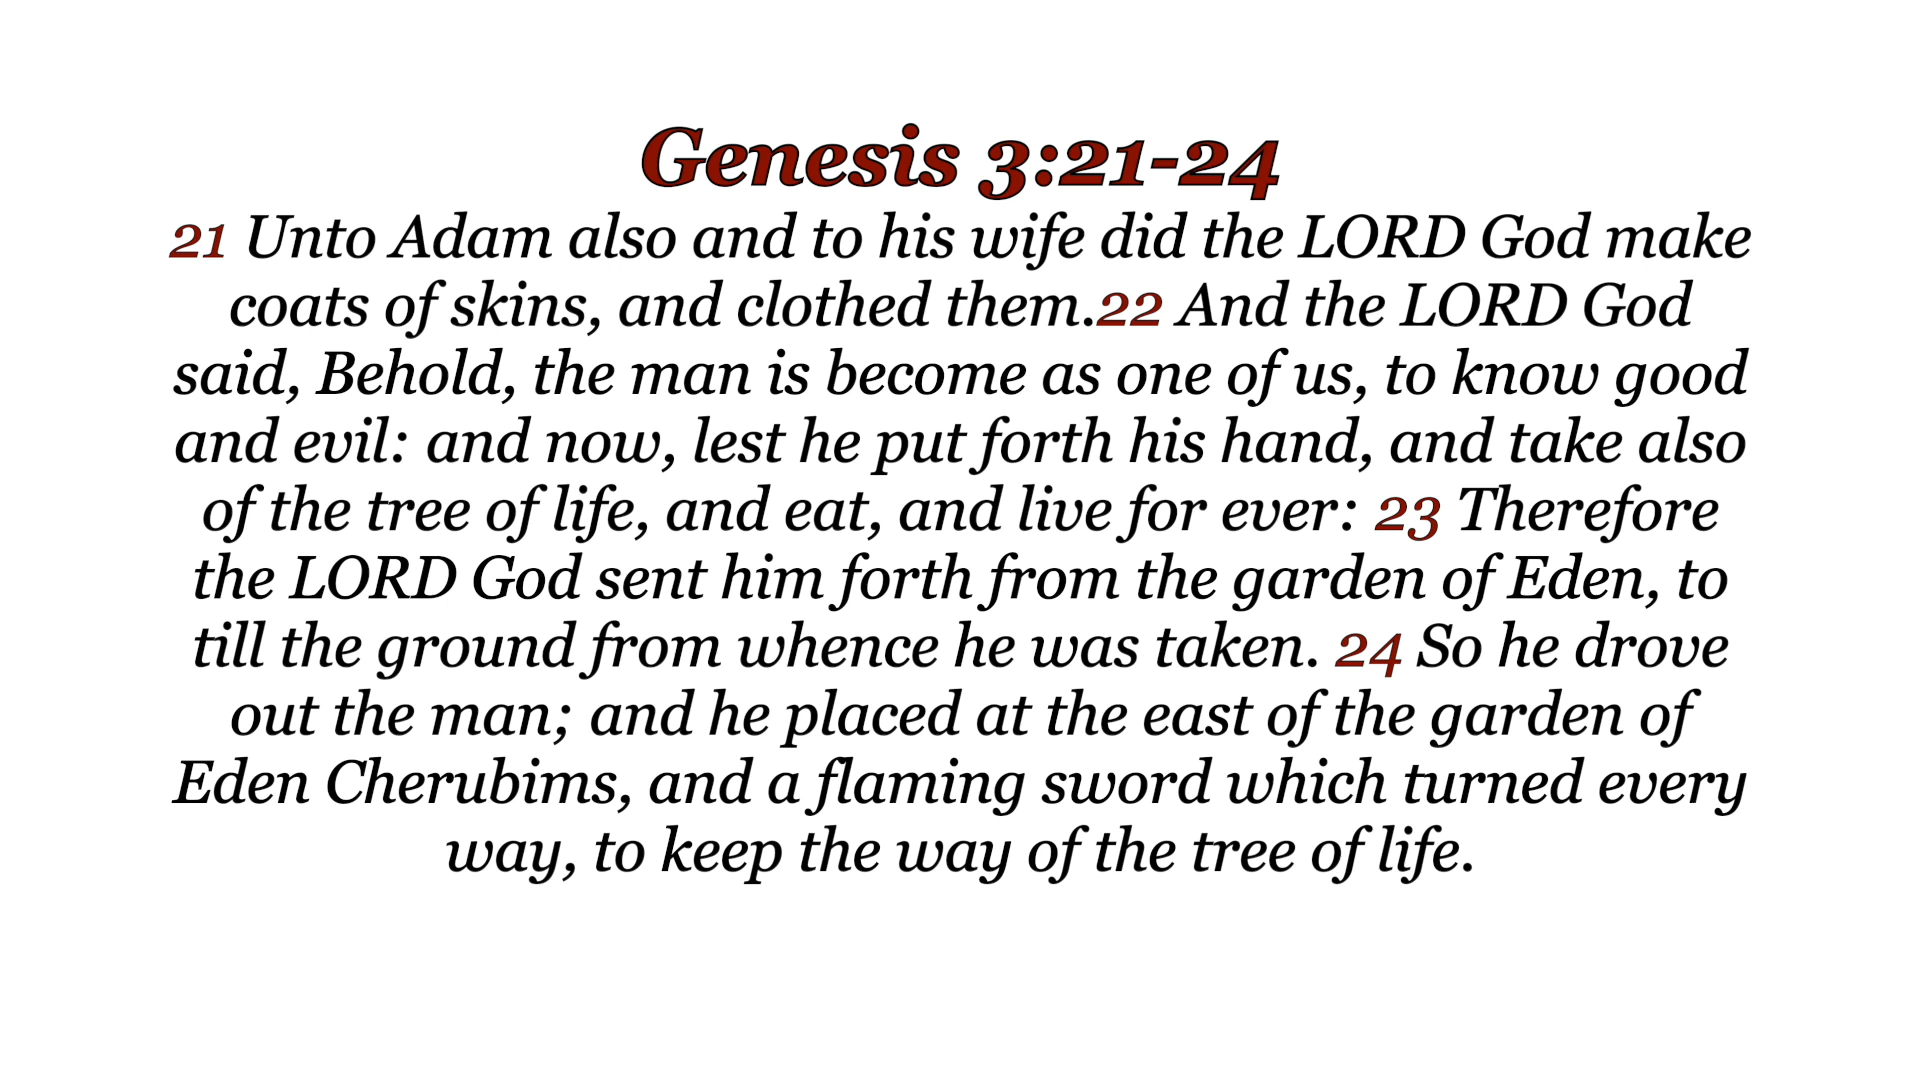 Genesis 3:21-24
21 Unto Adam also and to his wife did the LORD God make
coats of skins, and clothed them.22 And the LORD God
said, Behold, the man is become as one of us, to know good
and evil: and now, lest he put forth his hand, and take also
of the tree of life, and eat, and live for ever: 23 Therefore
the LORD God sent him forth from the garden of Eden, to
till the ground from whence he was taken. 24 So he drove
out the man; and he placed at the east of the garden of
Eden Cherubims, and a flaming sword which turned every
way, to keep the way of the tree of life.